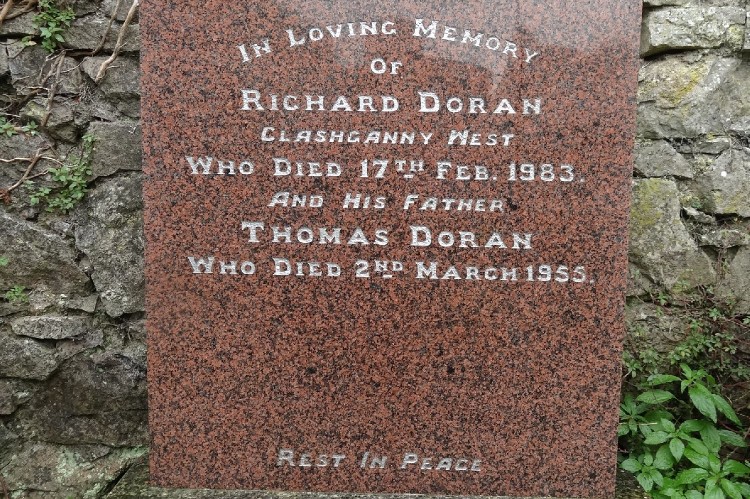 In Loving Memory
Of
Richard Doran
Clashganny West
Who Died 17th Feb. 1983.
And His Father
Thomas Doran
Who Died 2nd March 1955.
Rest In Peace